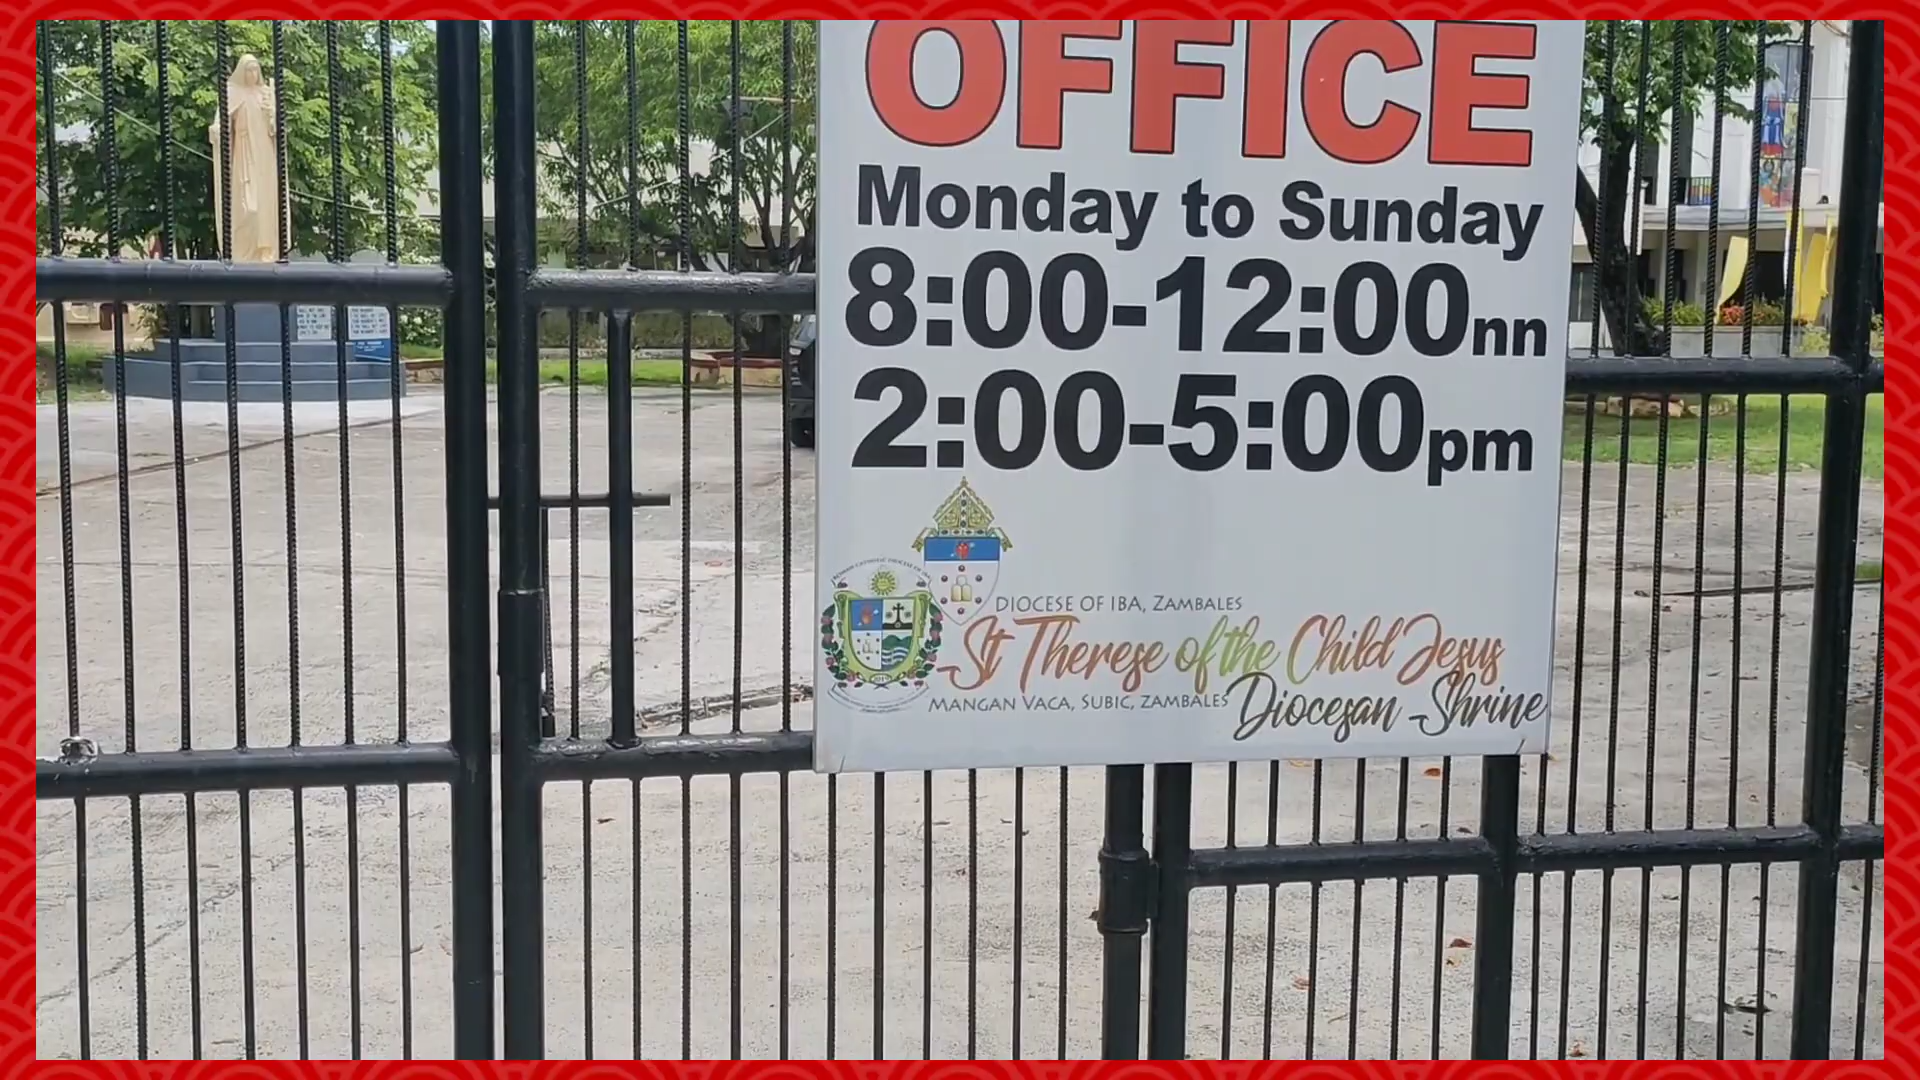 OFFICE
Monday to Sunday
8:00-12:00nn
2:00-5:00pm
DIOCESE OF IBA, ZAMBALES
St Therese of the Child Jesus
MANGAN VACA, SUBIC, ZAMBALES Diocesan Shrine